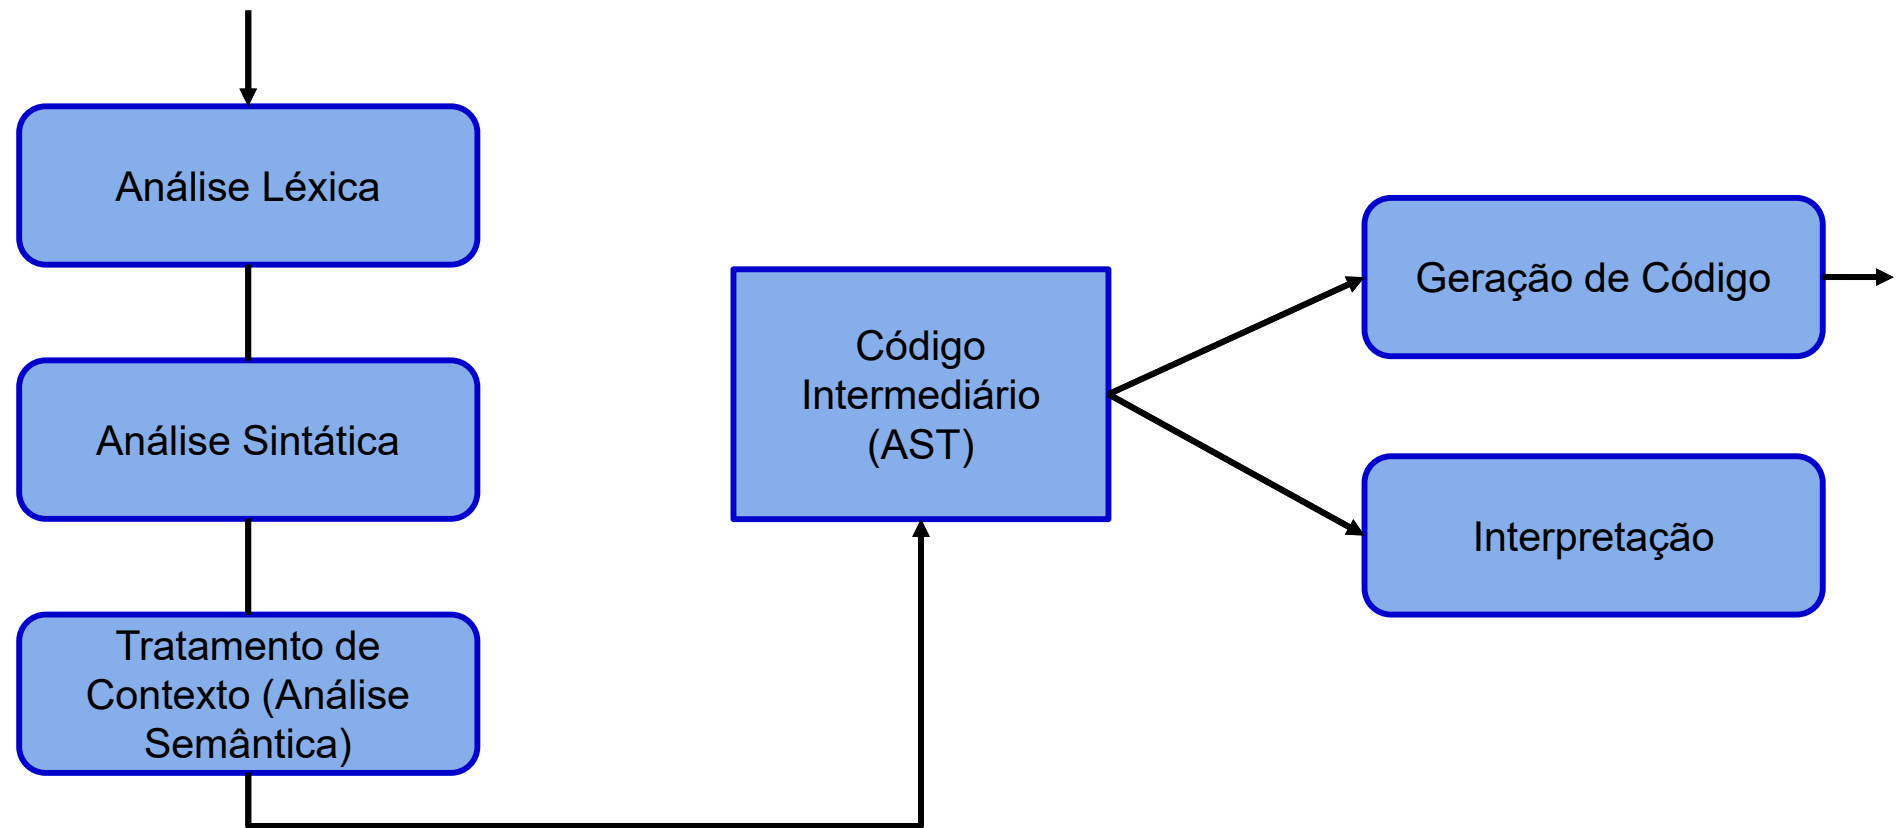 Análise Léxica
Análise Sintática
Tratamento de
Contexto (Análise
Semântica)
Código
Intermediário
(AST)
Geração de Código
Interpretação